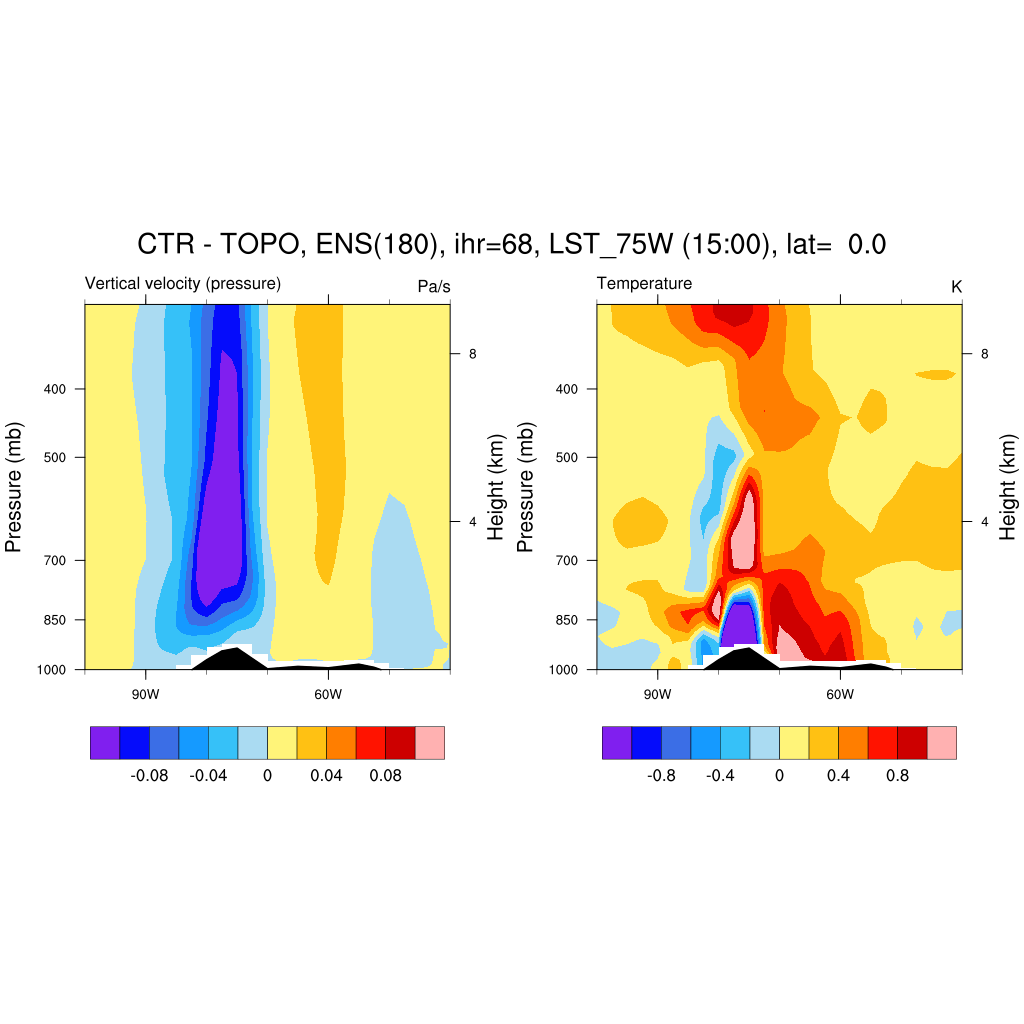 CTR - TOPO, ENS(180), ihr=68, LST_75W (15:00), lat=  0.0
Vertical velocity (pressure)
Pa/s
Pressure (mb)
400
500
700
850
1000
8
4
Height (km)
90W
60W
-0.08
-0.04
0
0.04
0.08
Temperature
K
Pressure (mb)
400
500
700
850
1000
8
4
Height (km)
90W
60W
-0.8
-0.4
0
0.4
0.8